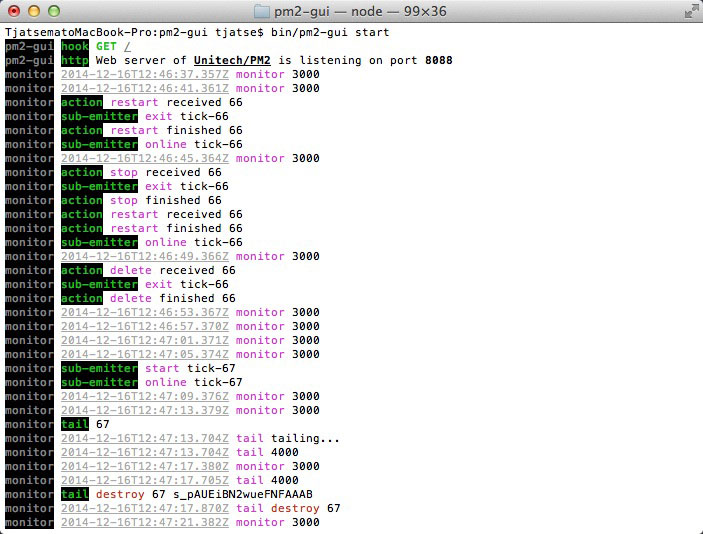 pm2-gui — node — 99×36
TjatsematoMacBook-Pro:pm2-gui tjatse$ bin/pm2-gui start
pm2-gui hook GET /
pm2-gui http Web server of Unitech/PM2 is listening on port 8088
monitor 2014-12-16T12:46:37.357Z monitor 3000
monitor 2014-12-16T12:46:41.361Z monitor 3000
monitor action restart received 66
monitor sub-emitter exit tick-66
monitor action restart finished 66
monitor sub-emitter online tick-66
monitor 2014-12-16T12:46:45.364Z monitor 3000
monitor action stop received 66
monitor sub-emitter exit tick-66
monitor action stop finished 66
monitor action restart received 66
monitor action restart finished 66
monitor sub-emitter online tick-66
monitor 2014-12-16T12:46:49.366Z monitor 3000
monitor action delete received 66
monitor sub-emitter exit tick-66
monitor action delete finished 66
monitor 2014-12-16T12:46:53.367Z monitor 3000
monitor 2014-12-16T12:46:57.370Z monitor 3000
monitor 2014-12-16T12:47:01.371Z monitor 3000
monitor 2014-12-16T12:47:05.374Z monitor 3000
monitor sub-emitter start tick-67
monitor sub-emitter online tick-67
monitor 2014-12-16T12:47:09.376Z monitor 3000
monitor 2014-12-16T12:47:13.379Z monitor 3000
monitor tail 67
monitor 2014-12-16T12:47:13.704Z tail tailing...
monitor 2014-12-16T12:47:13.704Z tail 4000
monitor 2014-12-16T12:47:17.380Z monitor 3000
monitor 2014-12-16T12:47:17.705Z tail 4000
monitor tail destroy 67 s_pAUEiBN2wueFNFAAAB
monitor 2014-12-16T12:47:17.870Z tail destroy 67
monitor 2014-12-16T12:47:21.382Z monitor 3000